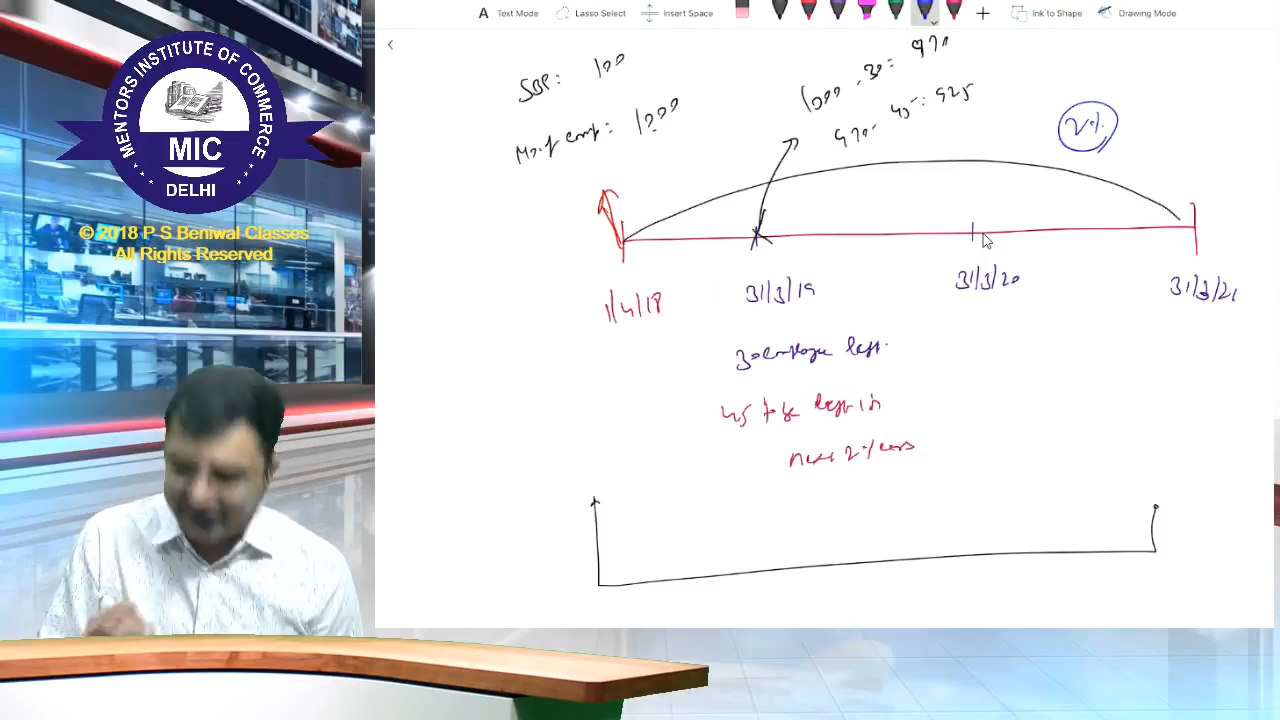 Text Mode
Lasso Select
Insert Space
Ink to Shape
Drawing Mode
MENTORS INSTITUTE OF COMMERCE
MIC
DELHI
© 2018 P S Beniwal Classes
All Rights Reserved
100
No. of emp: 1000
1000 - 30 = 970
970 - 45 = 925
2%
1/4/18
31/3/19
31/3/20
31/3/21
30 employee left.
45 to be left in
next 2 years